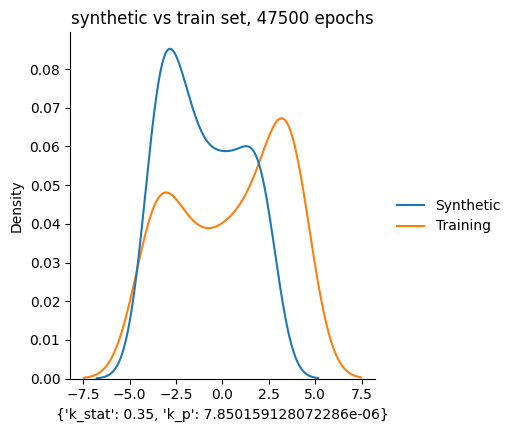 synthetic vs train set, 47500 epochs
Density
0.08
0.07
0.06
0.05
0.04
0.03
0.02
0.01
0.00
Synthetic
Training
−7.5 −5.0 −2.5 0.0 2.5 5.0 7.5
{'k_stat': 0.35, 'k_p': 7.850159128072286e-06}